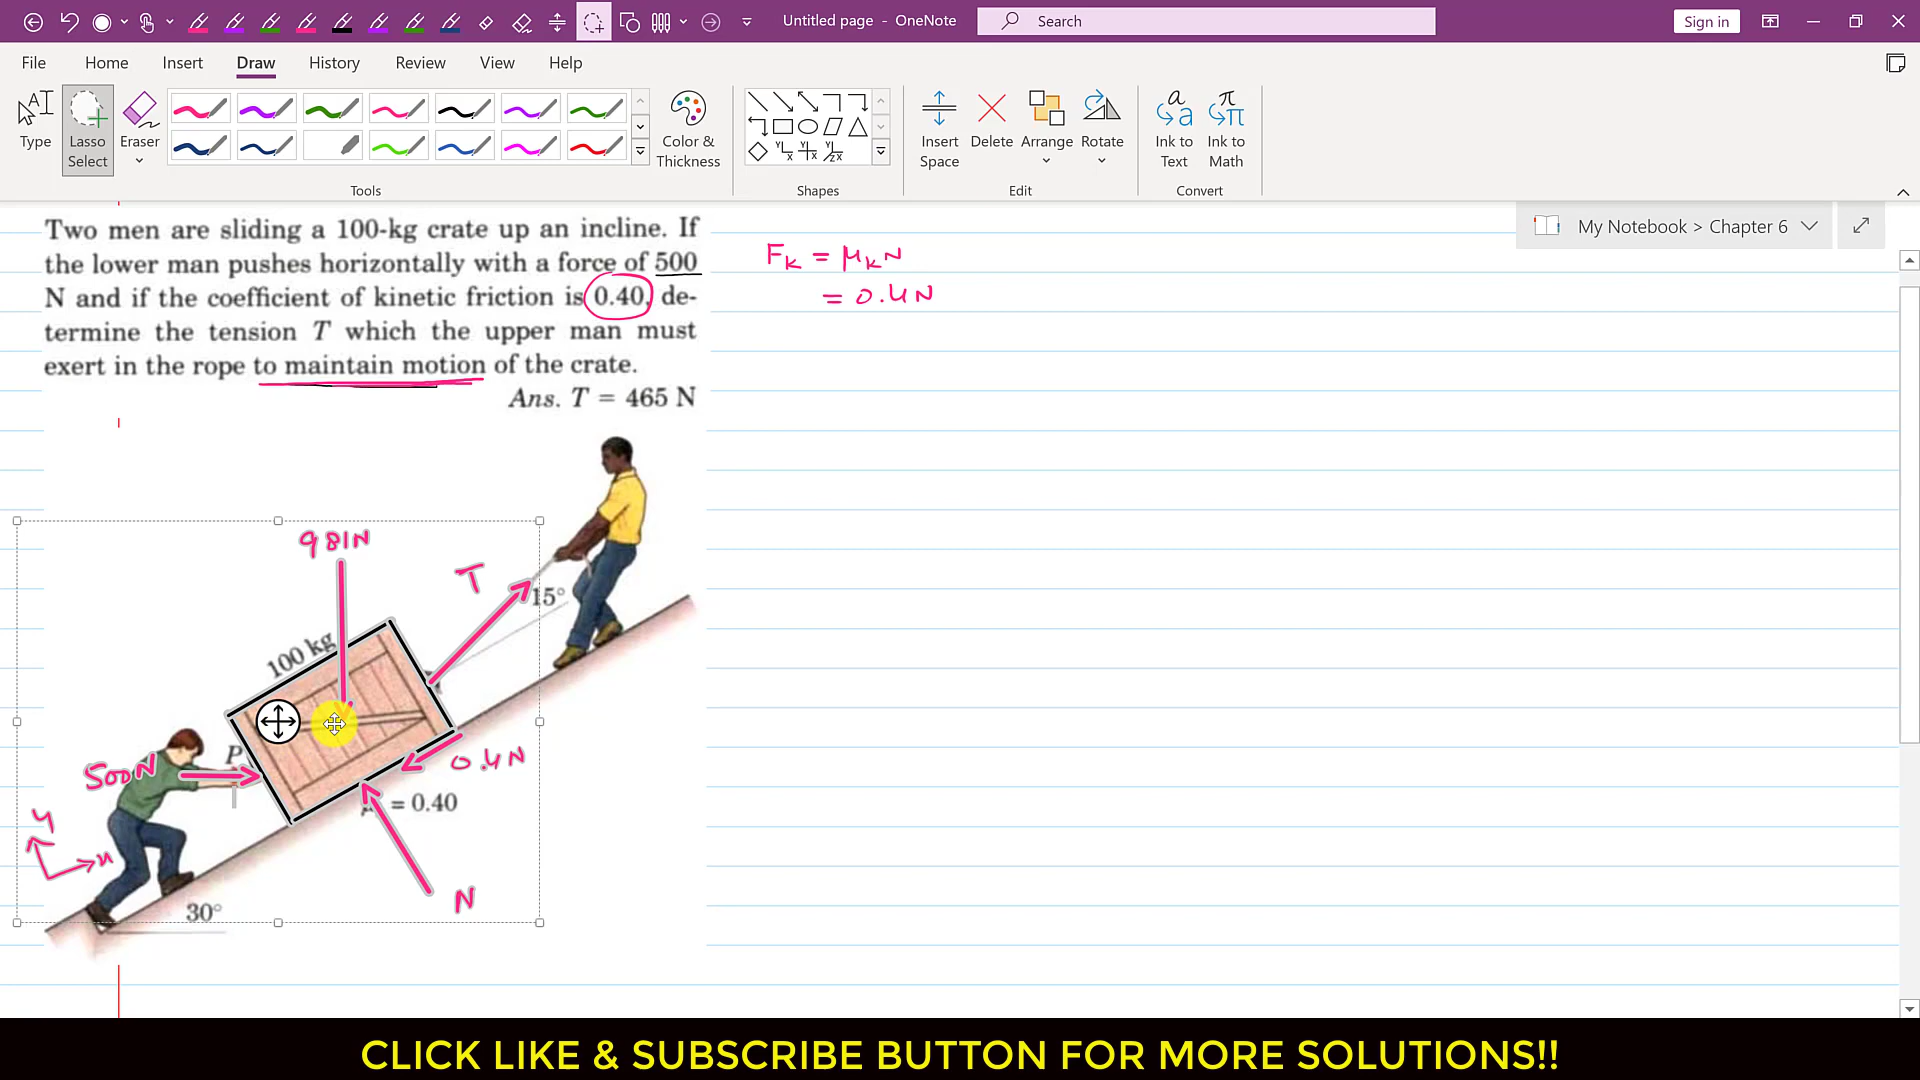 Untitled page - OneNote
Search
Sign in
File Home Insert Draw History Review View Help
Type
Lasso Select
Eraser
Color & Thickness
Insert Space
Delete
Arrange
Rotate
Ink to Text
Ink to Math
Tools
Shapes
Edit
Convert
My Notebook > Chapter 6
Two men are sliding a 100-kg crate up an incline. If
the lower man pushes horizontally with a force of 500
N and if the coefficient of kinetic friction is 0.40, de-
termine the tension T which the upper man must
exert in the rope to maintain motion of the crate.
Ans. T = 465 N
Fk = μkN
= 0.4N
981N
T
15°
100 kg
P
500N
0.4N
= 0.40
y
x
N
30°
CLICK LIKE & SUBSCRIBE BUTTON FOR MORE SOLUTIONS!!